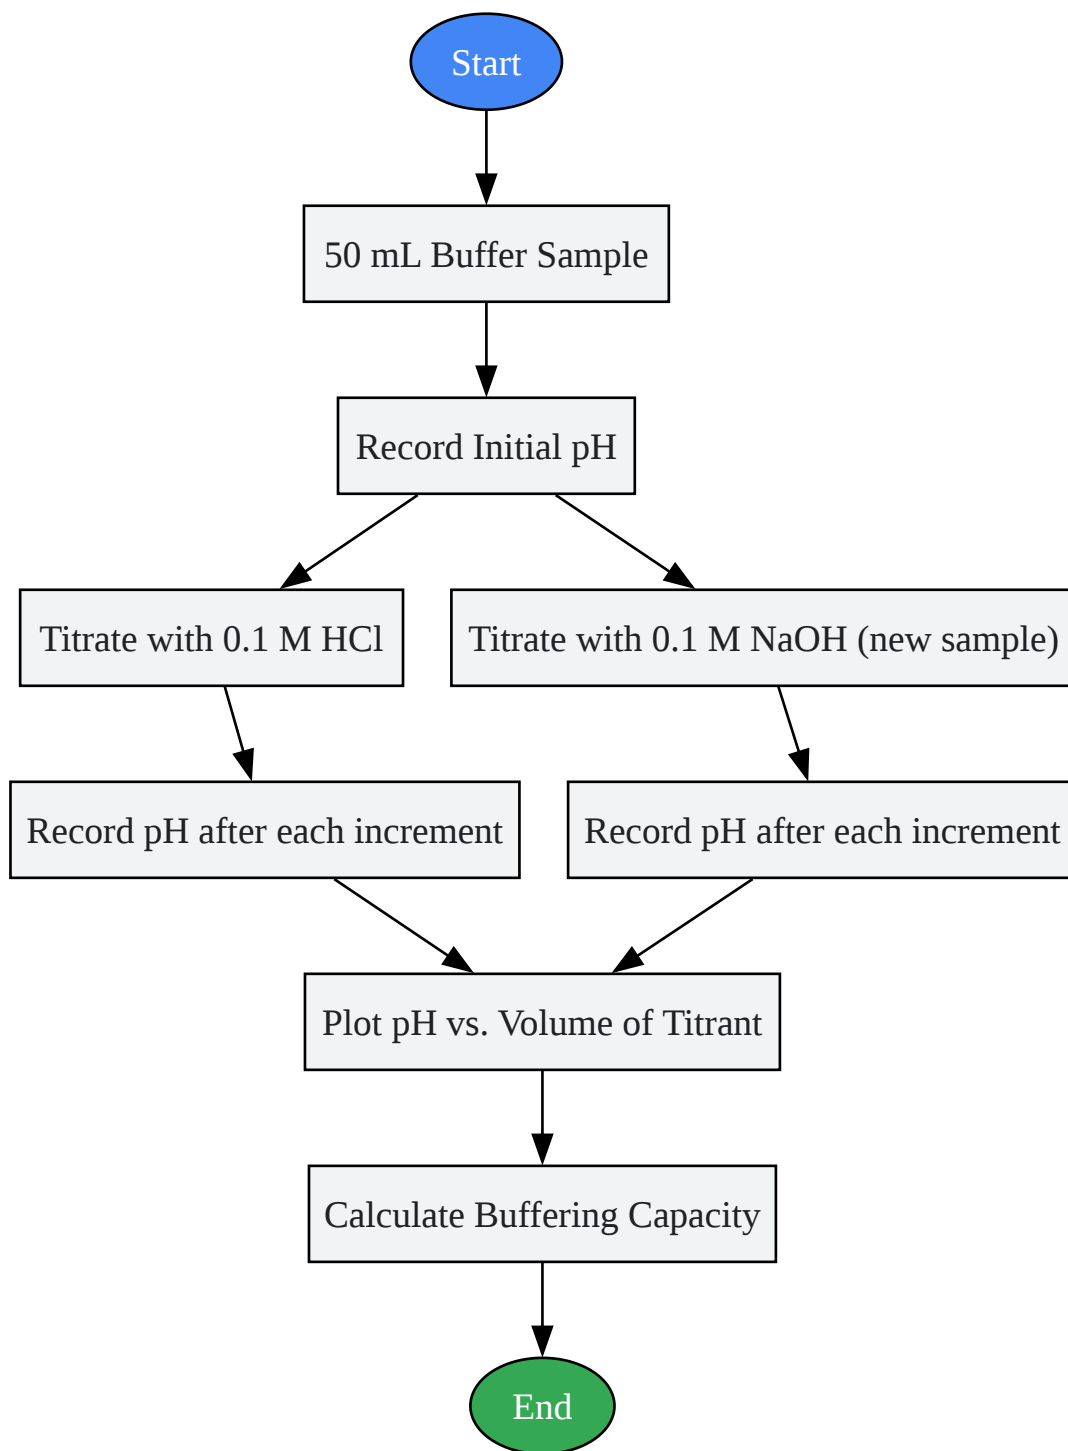 Start
50 mL Buffer Sample
Record Initial pH
Titrate with 0.1 M HCl
Titrate with 0.1 M NaOH (new sample)
Record pH after each increment
Record pH after each increment
Plot pH vs. Volume of Titrant
Calculate Buffering Capacity
End